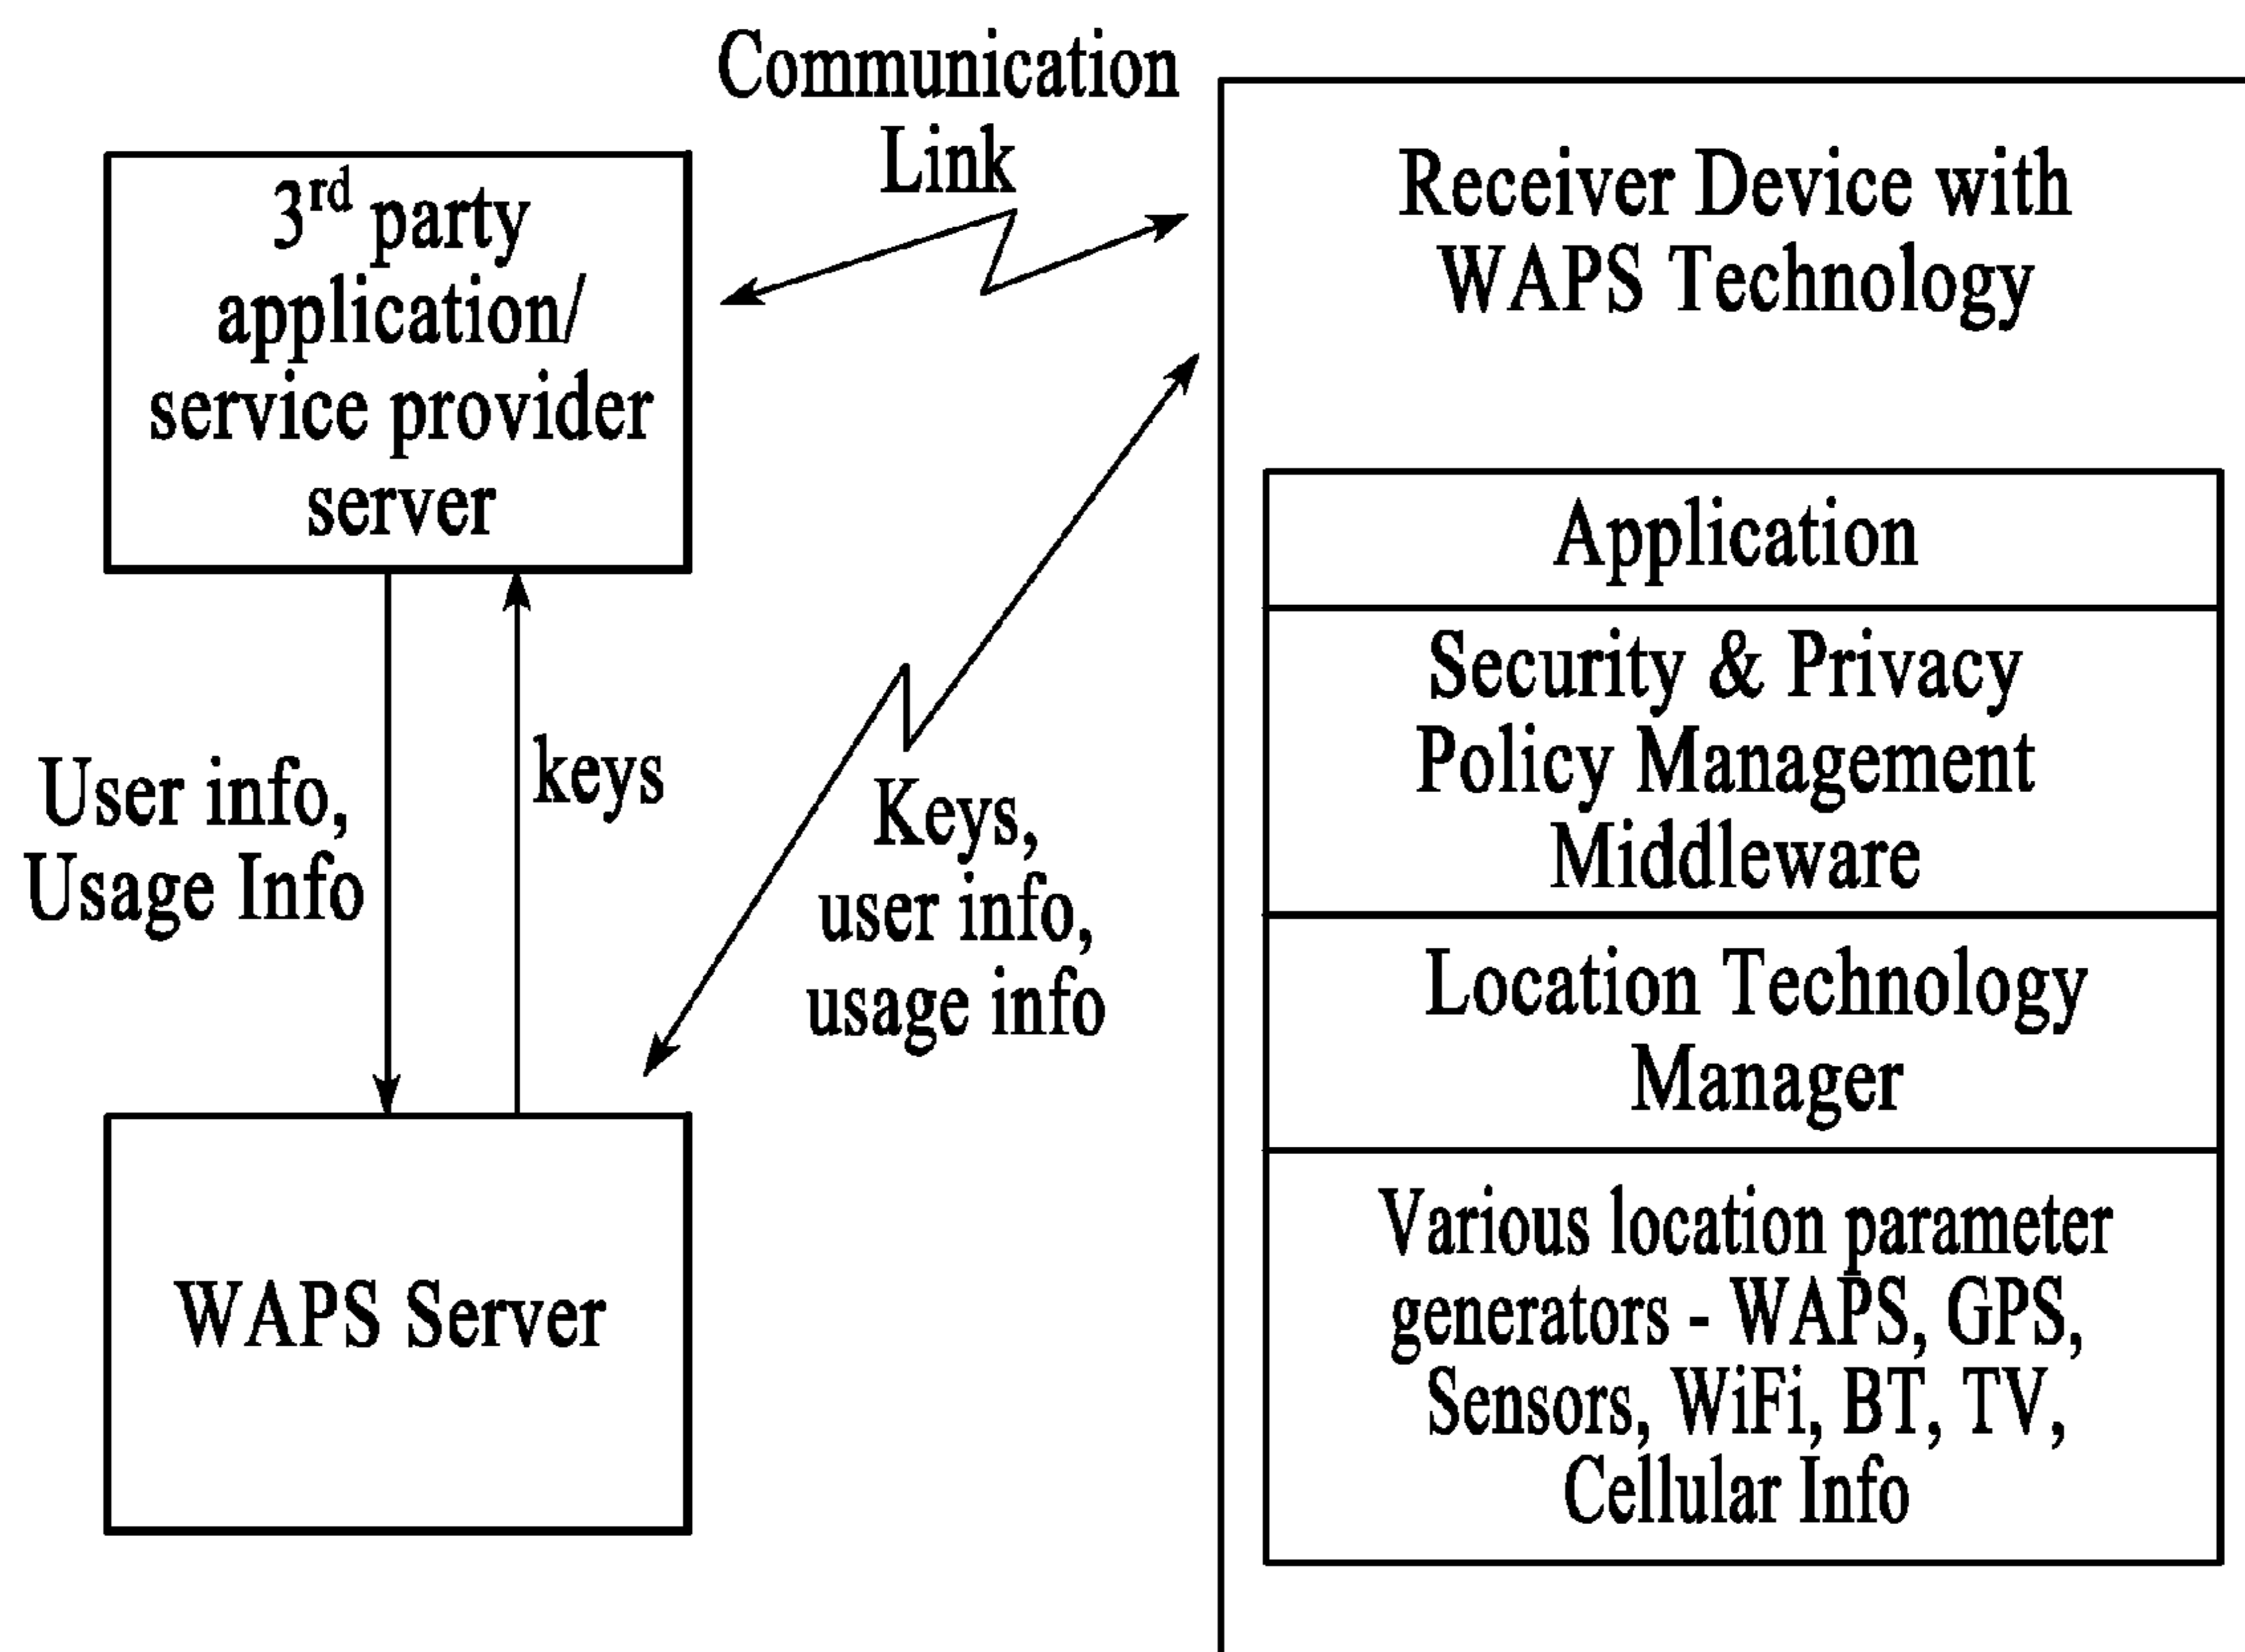 Communication
Link
3rd party
application/
service provider
server
Receiver Device with
WAPS Technology
Application
Security & Privacy
Policy Management
Middleware
Location Technology
Manager
Various location parameter
generators - WAPS, GPS,
Sensors, WiFi, BT, TV,
Cellular Info
User info,
Usage Info
keys
Keys,
user info,
usage info
WAPS Server